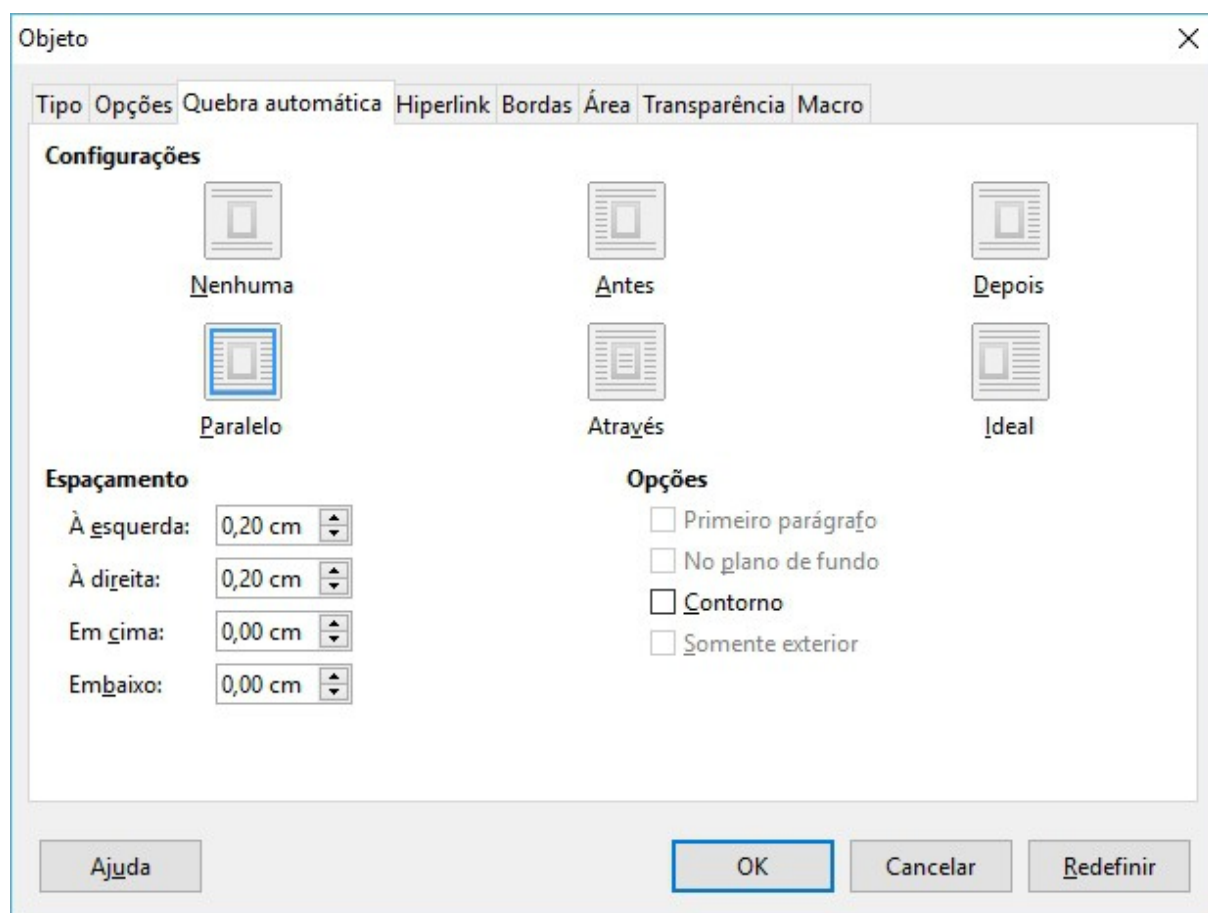 Objeto
Tipo Opções Quebra automática Hiperlink Bordas Área Transparência Macro
Configurações
Nenhuma Antes Depois
Paralelo Através Ideal
Espaçamento Opções
À esquerda: 0,20 cm Primeiro parágrafo
À direita: 0,20 cm No plano de fundo
Em cima: 0,00 cm Contorno
Embaixo: 0,00 cm Somente exterior
Ajuda OK Cancelar Redefinir